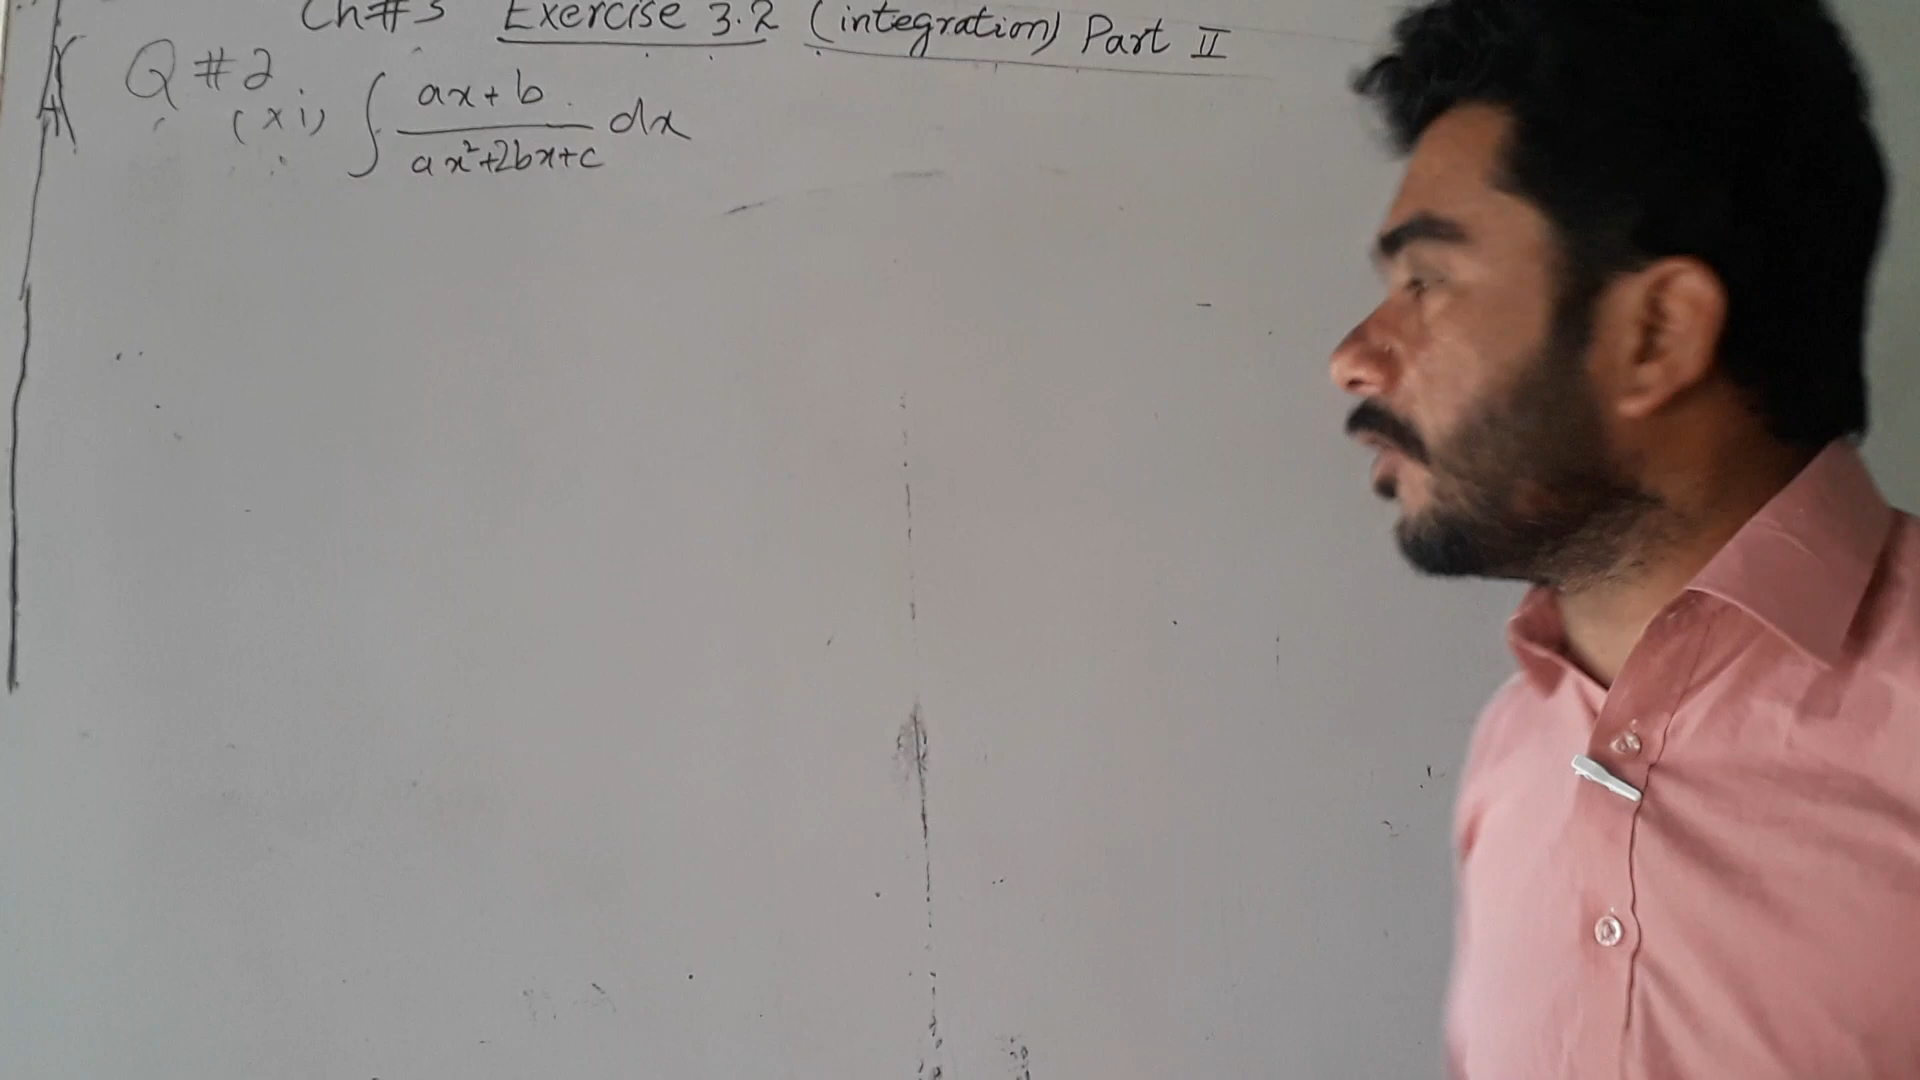 Ch#3 Exercise 3.2 (integration) Part II
Q#2
(xi) ∫ (ax+b)/(ax²+2bx+c) dx